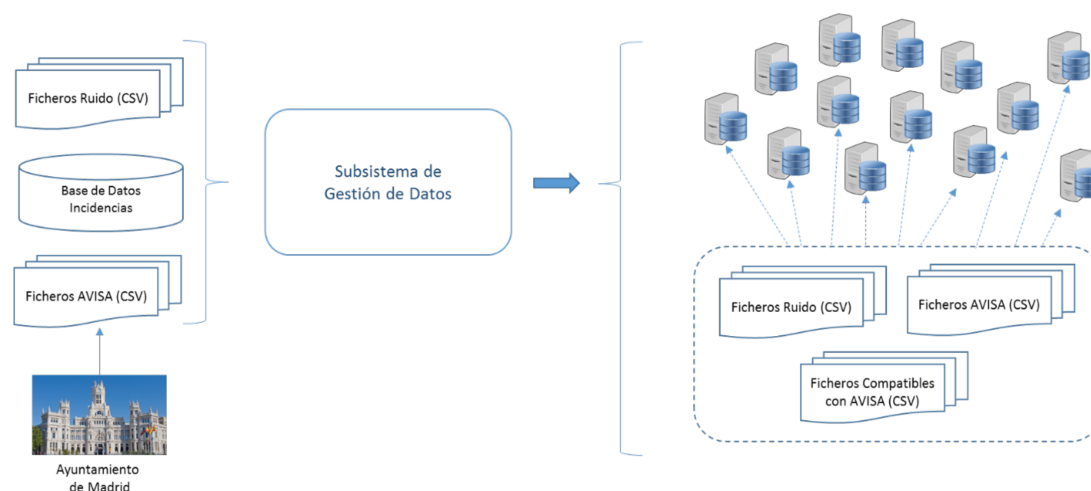 Ficheros Ruido (CSV)
Base de Datos
Incidencias
Ficheros AVISA (CSV)
Ayuntamiento
de Madrid
Subsistema de
Gestión de Datos
Ficheros Ruido (CSV)
Ficheros AVISA (CSV)
Ficheros Compatibles
con AVISA (CSV)